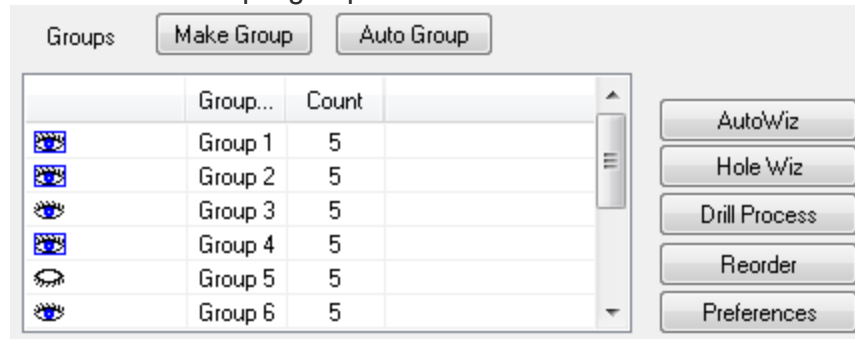 Groups Make Group Auto Group
Group... Count
Group 1 5
Group 2 5
Group 3 5
Group 4 5
Group 5 5
Group 6 5
AutoWiz
Hole Wiz
Drill Process
Reorder
Preferences